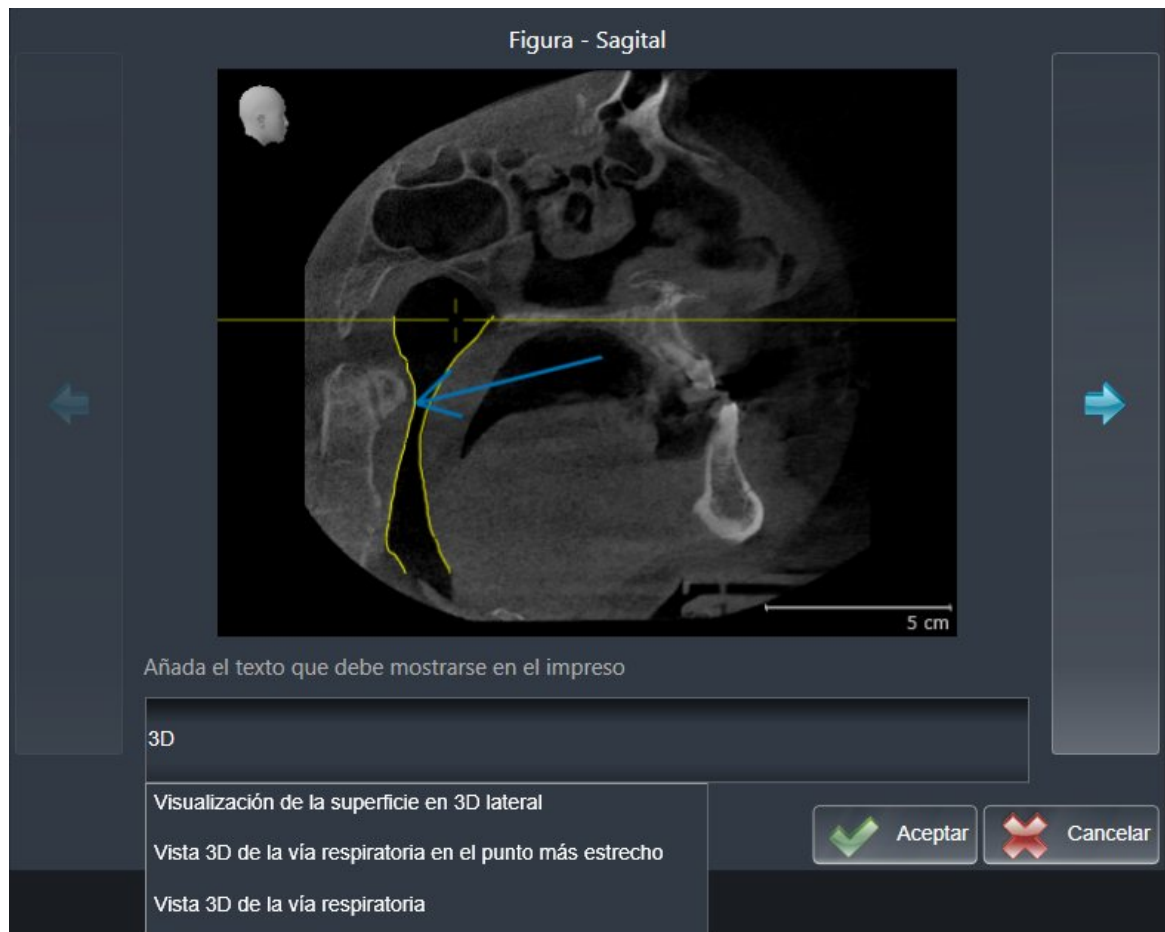 Figura - Sagital
5 cm
Añada el texto que debe mostrarse en el impreso
3D
Visualización de la superficie en 3D lateral
Vista 3D de la vía respiratoria en el punto más estrecho
Vista 3D de la vía respiratoria
Aceptar
Cancelar